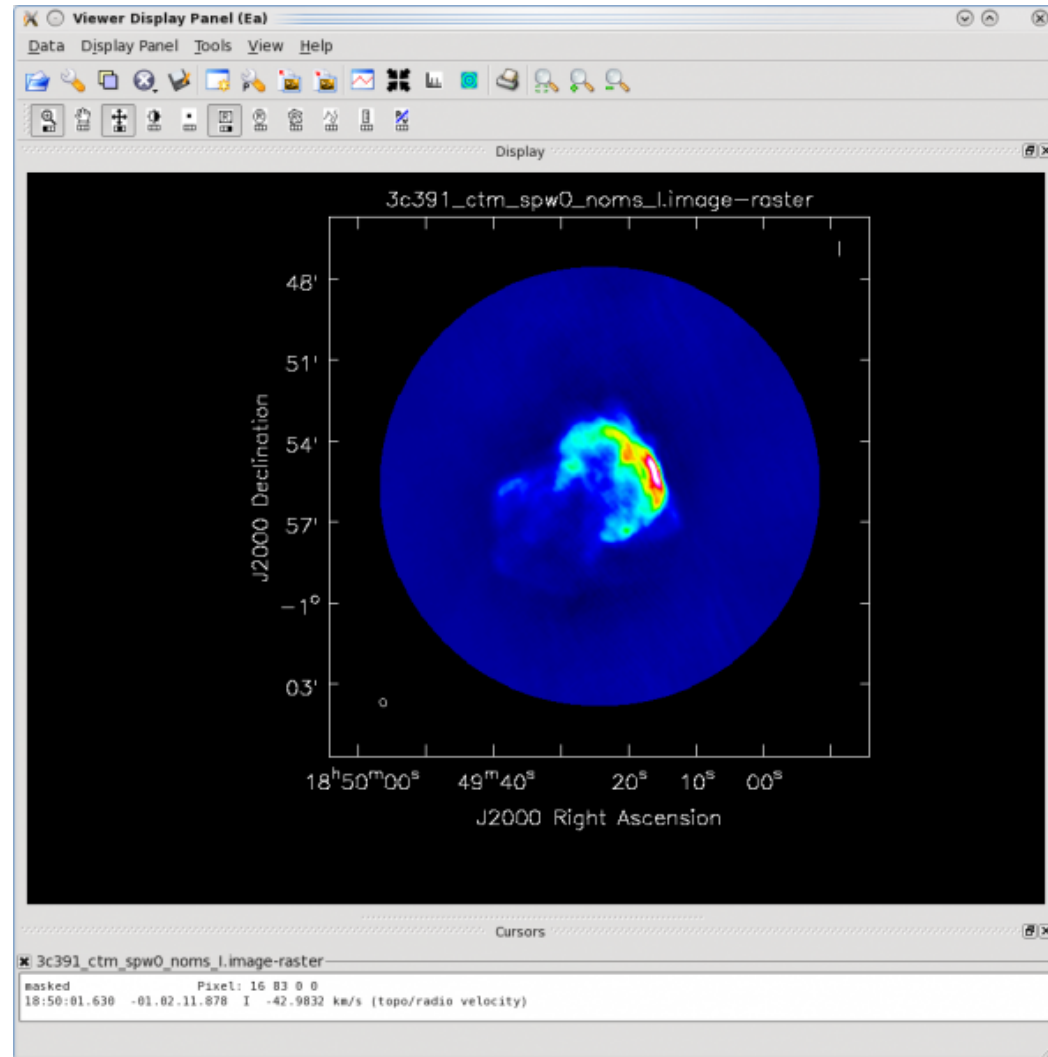 Viewer Display Panel (Ea)
Data Display Panel Tools View Help
Display
3c391_ctm_spw0_noms_I.image-raster
I
48'
51'
54'
57'
-1°
03'
J2000 Declination
18h50m00s 49m40s 20s 10s 00s
J2000 Right Ascension
Cursors
3c391_ctm_spw0_noms_I.image-raster
masked Pixel: 16 83 0 0
18:50:01.630 -01.02.11.878 I -42.9832 km/s (topo/radio velocity)